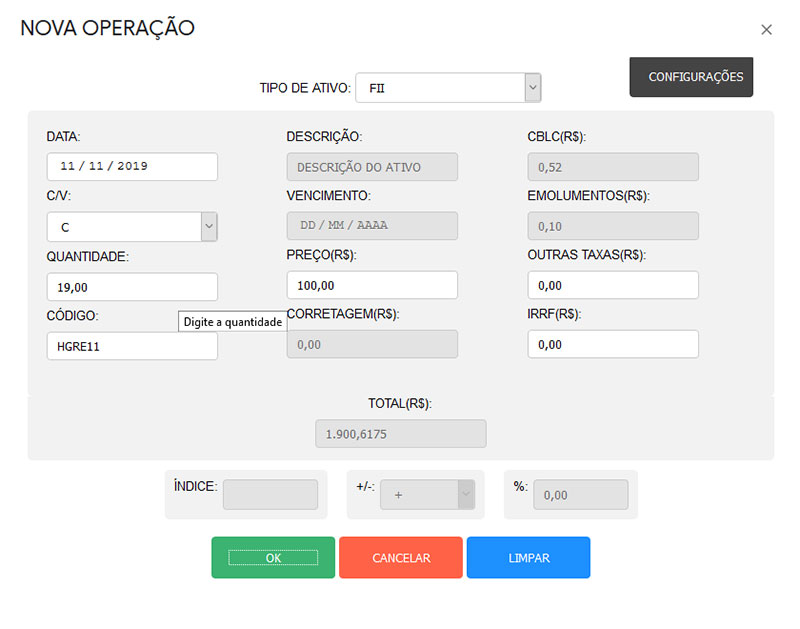 NOVA OPERAÇÃO
×
TIPO DE ATIVO: FII
CONFIGURAÇÕES
DATA:
11 / 11 / 2019
C/V:
C
QUANTIDADE:
19,00
Digite a quantidade
CÓDIGO:
HGRE11
DESCRIÇÃO:
DESCRIÇÃO DO ATIVO
VENCIMENTO:
DD / MM / AAAA
PREÇO(R$):
100,00
CORRETAGEM(R$):
0,00
CBLC(R$):
0,52
EMOLUMENTOS(R$):
0,10
OUTRAS TAXAS(R$):
0,00
IRRF(R$):
0,00
TOTAL(R$):
1.900,6175
ÍNDICE:
+/-: +
%: 0,00
OK
CANCELAR
LIMPAR